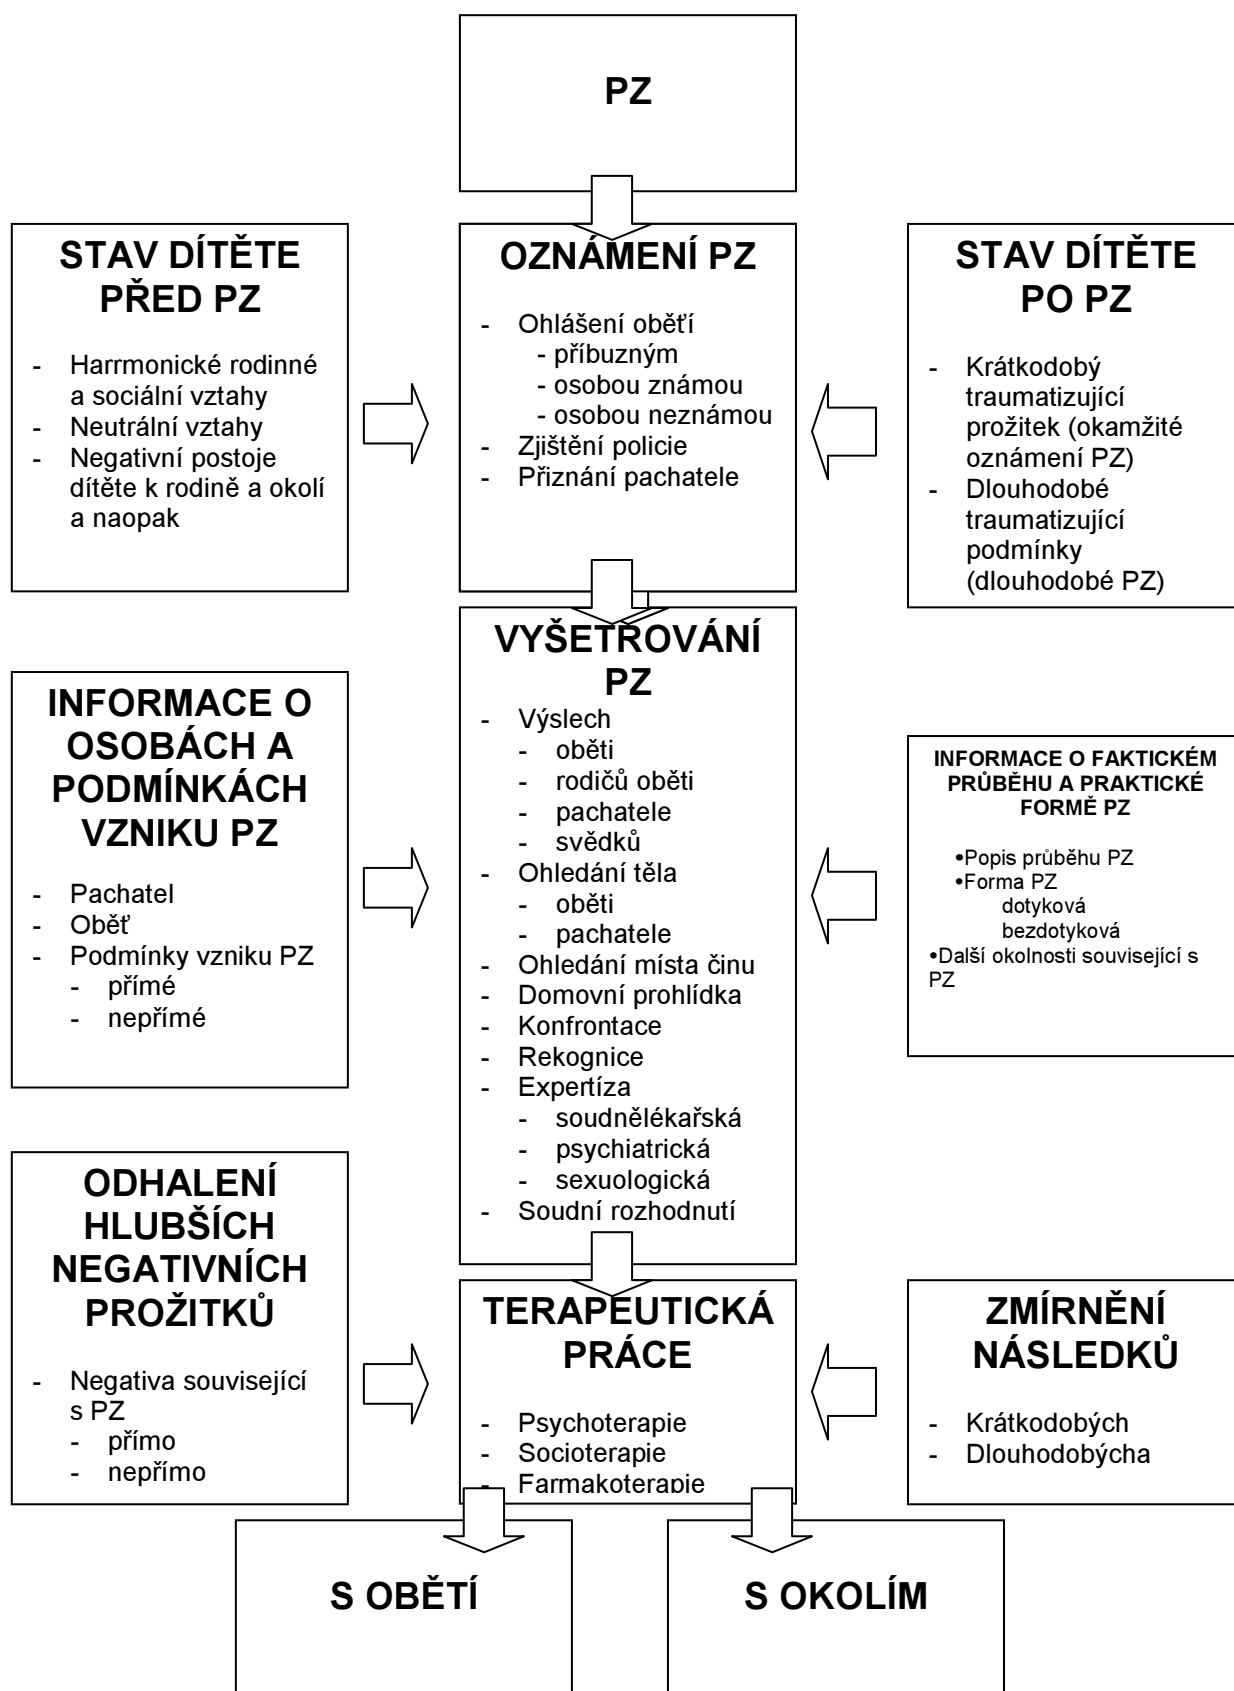 PZ
STAV DÍTĚTE
PŘED PZ
- Harrmonické rodinné
a sociální vztahy
- Neutrální vztahy
- Negativní postoje
dítěte k rodině a okolí
a naopak
OZNÁMENÍ PZ
- Ohlášení obětí
- příbuzným
- osobou známou
- osobou neznámou
- Zjištění policie
- Přiznání pachatele
STAV DÍTĚTE
PO PZ
- Krátkodobý
traumatizující
prožitek (okamžité
oznámení PZ)
- Dlouhodobé
traumatizující
podmínky
(dlouhodobé PZ)
INFORMACE O
OSOBÁCH A
PODMÍNKÁCH
VZNIKU PZ
- Pachatel
- Oběť
- Podmínky vzniku PZ
- přímé
- nepřímé
VYŠETROVÁNÍ
PZ
- Výslech
- oběti
- rodičů oběti
- pachatele
- svědků
- Ohledání těla
- oběti
- pachatele
- Ohledání místa činu
- Domovní prohlídka
- Konfrontace
- Rekognice
- Expertíza
- soudnělékařská
- psychiatrická
- sexuologická
- Soudní rozhodnutí
INFORMACE O FAKTICKÉM
PRŮBĚHU A PRAKTICKÉ
FORMĚ PZ
•Popis průběhu PZ
•Forma PZ
dotyková
bezdotyková
•Další okolnosti související s
PZ
ODHALENÍ
HLUBŠÍCH
NEGATIVNÍCH
PROŽITKŮ
- Negativa související
s PZ
- přímo
- nepřímo
TERAPEUTICKÁ
PRÁCE
- Psychoterapie
- Socioterapie
- Farmakoterapie
ZMÍRNĚNÍ
NÁSLEDKŮ
- Krátkodobých
- Dlouhodobýcha
S OBĚTÍ
S OKOLÍM